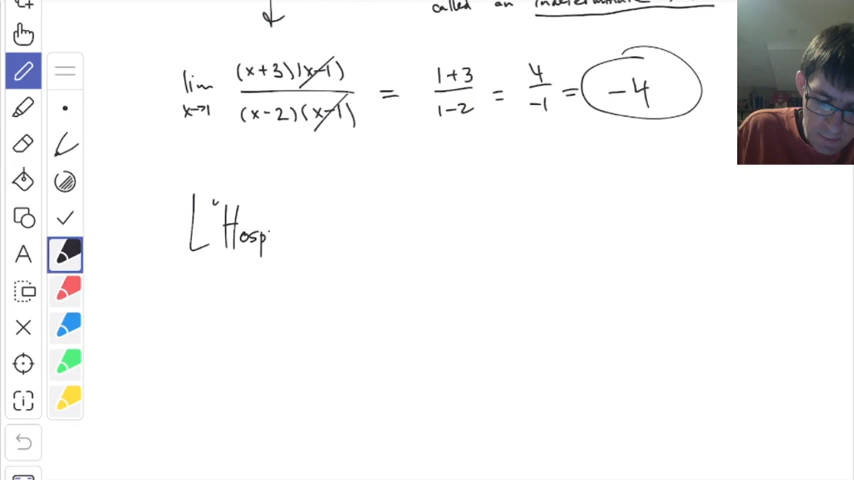 called an
lim x→1 (x+3)(x-1) / (x-2)(x-1) = 1+3 / 1-2 = 4 / -1 = -4
L'Hosp
A